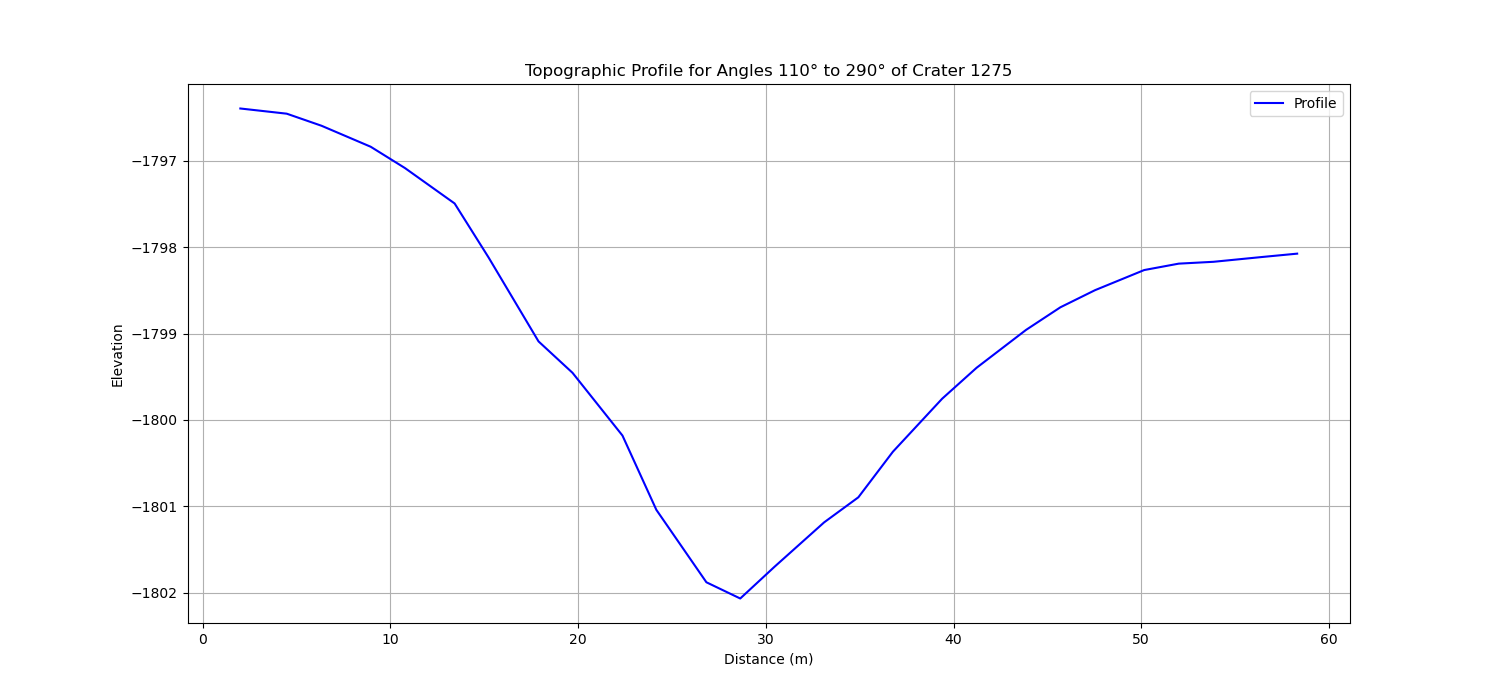 Topographic Profile for Angles 110° to 290° of Crater 1275
Profile
−1797
−1798
−1799
−1800
−1801
−1802
Elevation
0 10 20 30 40 50 60
Distance (m)